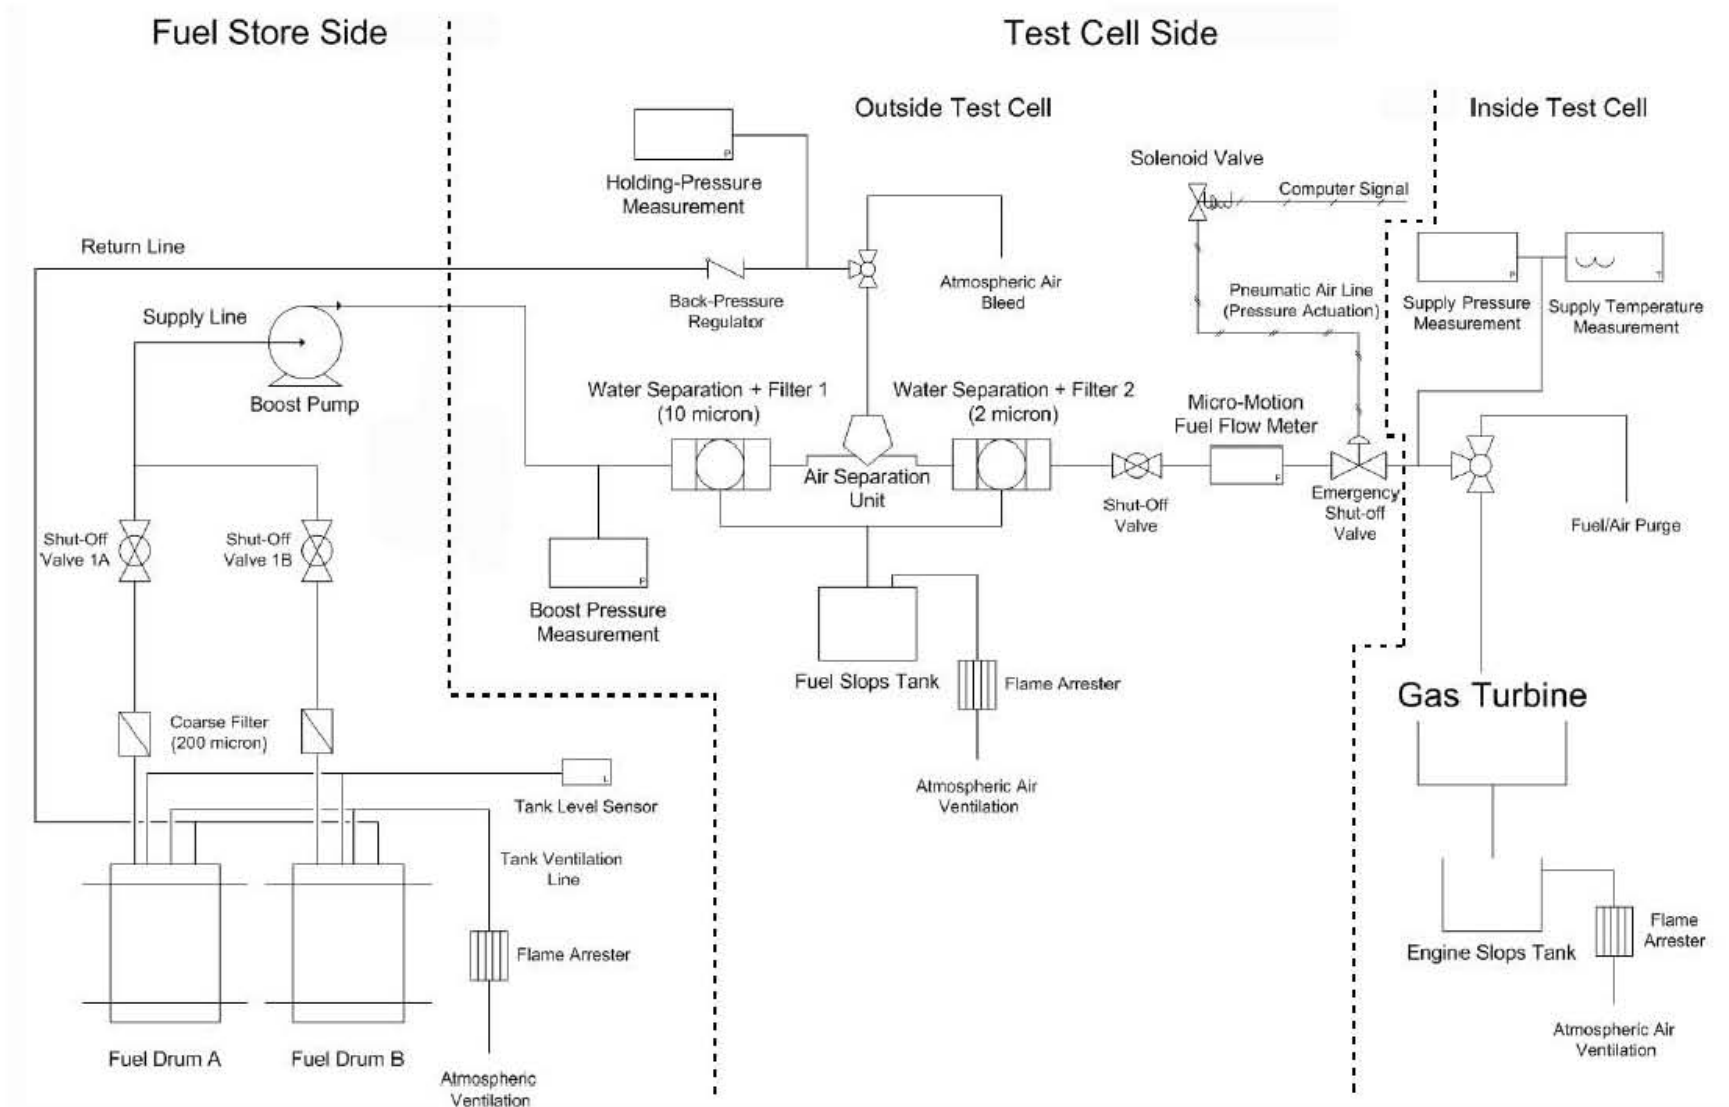 Fuel Store Side
Test Cell Side
Outside Test Cell
Inside Test Cell
Solenoid Valve
Computer Signal
P
Holding-Pressure
Measurement
Return Line
Atmospheric Air
Bleed
Back-Pressure
Regulator
Pneumatic Air Line
(Pressure Actuation)
P
T
Supply Pressure
Measurement
Supply Temperature
Measurement
Supply Line
Boost Pump
Water Separation + Filter 1
(10 micron)
Water Separation + Filter 2
(2 micron)
Micro-Motion
Fuel Flow Meter
Air Separation
Unit
F
Shut-Off
Valve
Emergency
Shut-off
Valve
Fuel/Air Purge
Shut-Off
Valve 1A
Shut-Off
Valve 1B
P
Boost Pressure
Measurement
Fuel Slops Tank
Flame Arrester
Gas Turbine
Coarse Filter
(200 micron)
L
Tank Level Sensor
Atmospheric Air
Ventilation
Tank Ventilation
Line
Flame Arrester
Flame
Arrester
Engine Slops Tank
Fuel Drum A
Fuel Drum B
Atmospheric
Ventilation
Atmospheric Air
Ventilation